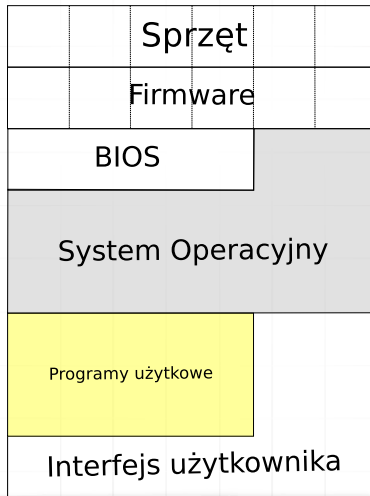 Sprzęt
Firmware
BIOS
System Operacyjny
Programy użytkowe
Interfejs użytkownika